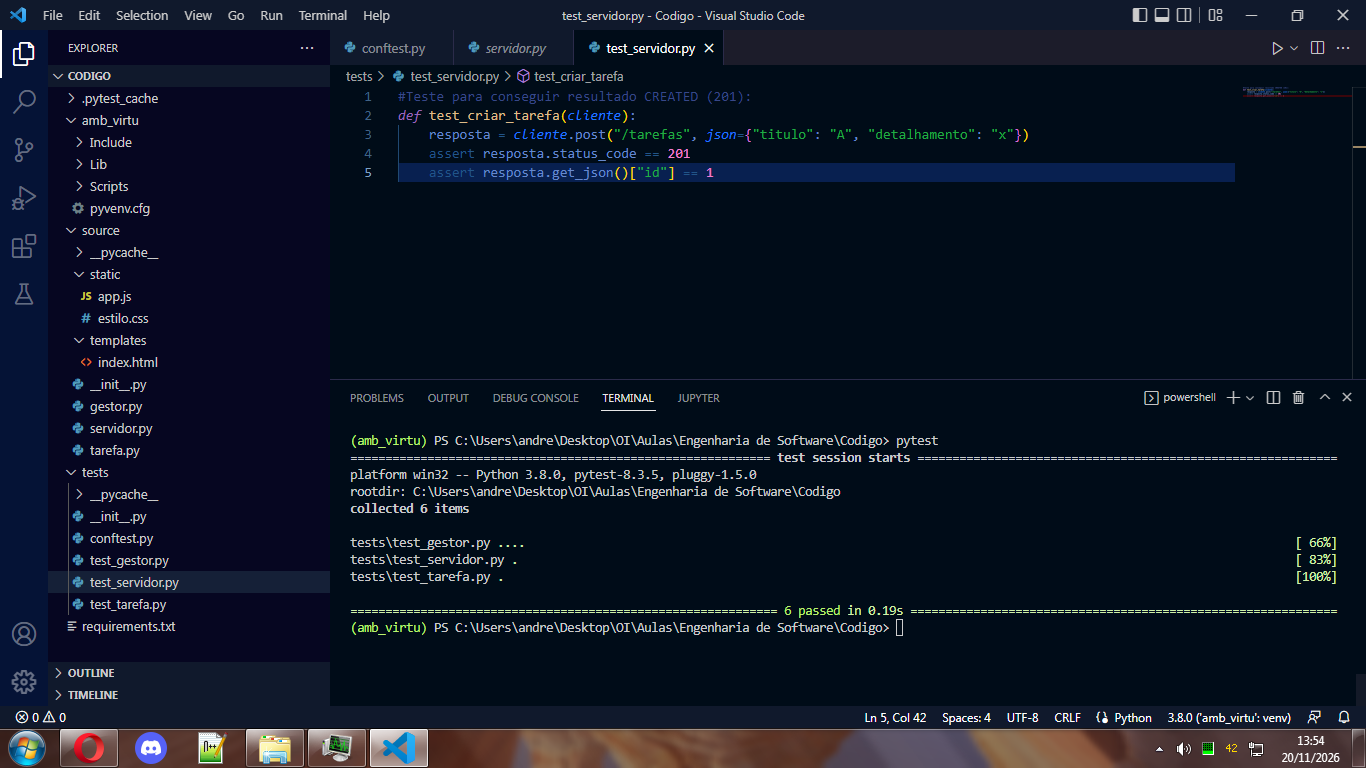 File Edit Selection View Go Run Terminal Help test_servidor.py - Codigo - Visual Studio Code
EXPLORER
CODIGO
.pytest_cache
amb_virtu
Include
Lib
Scripts
pyvenv.cfg
source
__pycache__
static
JS app.js
# estilo.css
templates
<> index.html
__init__.py
gestor.py
servidor.py
tarefa.py
tests
__pycache__
__init__.py
conftest.py
test_gestor.py
test_servidor.py
test_tarefa.py
requirements.txt
OUTLINE
TIMELINE
conftest.py servidor.py test_servidor.py
tests > test_servidor.py > test_criar_tarefa
1 #Teste para conseguir resultado CREATED (201):
2 def test_criar_tarefa(cliente):
3 resposta = cliente.post("/tarefas", json={"titulo": "A", "detalhamento": "x"})
4 assert resposta.status_code == 201
5 assert resposta.get_json()["id"] == 1
PROBLEMS OUTPUT DEBUG CONSOLE TERMINAL JUPYTER powershell
(amb_virtu) PS C:\Users\andre\Desktop\OI\Aulas\Engenharia de Software\Codigo> pytest
============================================================ test session starts ============================================================
platform win32 -- Python 3.8.0, pytest-8.3.5, pluggy-1.5.0
rootdir: C:\Users\andre\Desktop\OI\Aulas\Engenharia de Software\Codigo
collected 6 items
tests\test_gestor.py .... [ 66%]
tests\test_servidor.py . [ 83%]
tests\test_tarefa.py . [100%]
============================================================= 6 passed in 0.19s =============================================================
(amb_virtu) PS C:\Users\andre\Desktop\OI\Aulas\Engenharia de Software\Codigo>
0 0 Ln 5, Col 42 Spaces: 4 UTF-8 CRLF Python 3.8.0 ('amb_virtu': venv)
42 13:54
20/11/2026